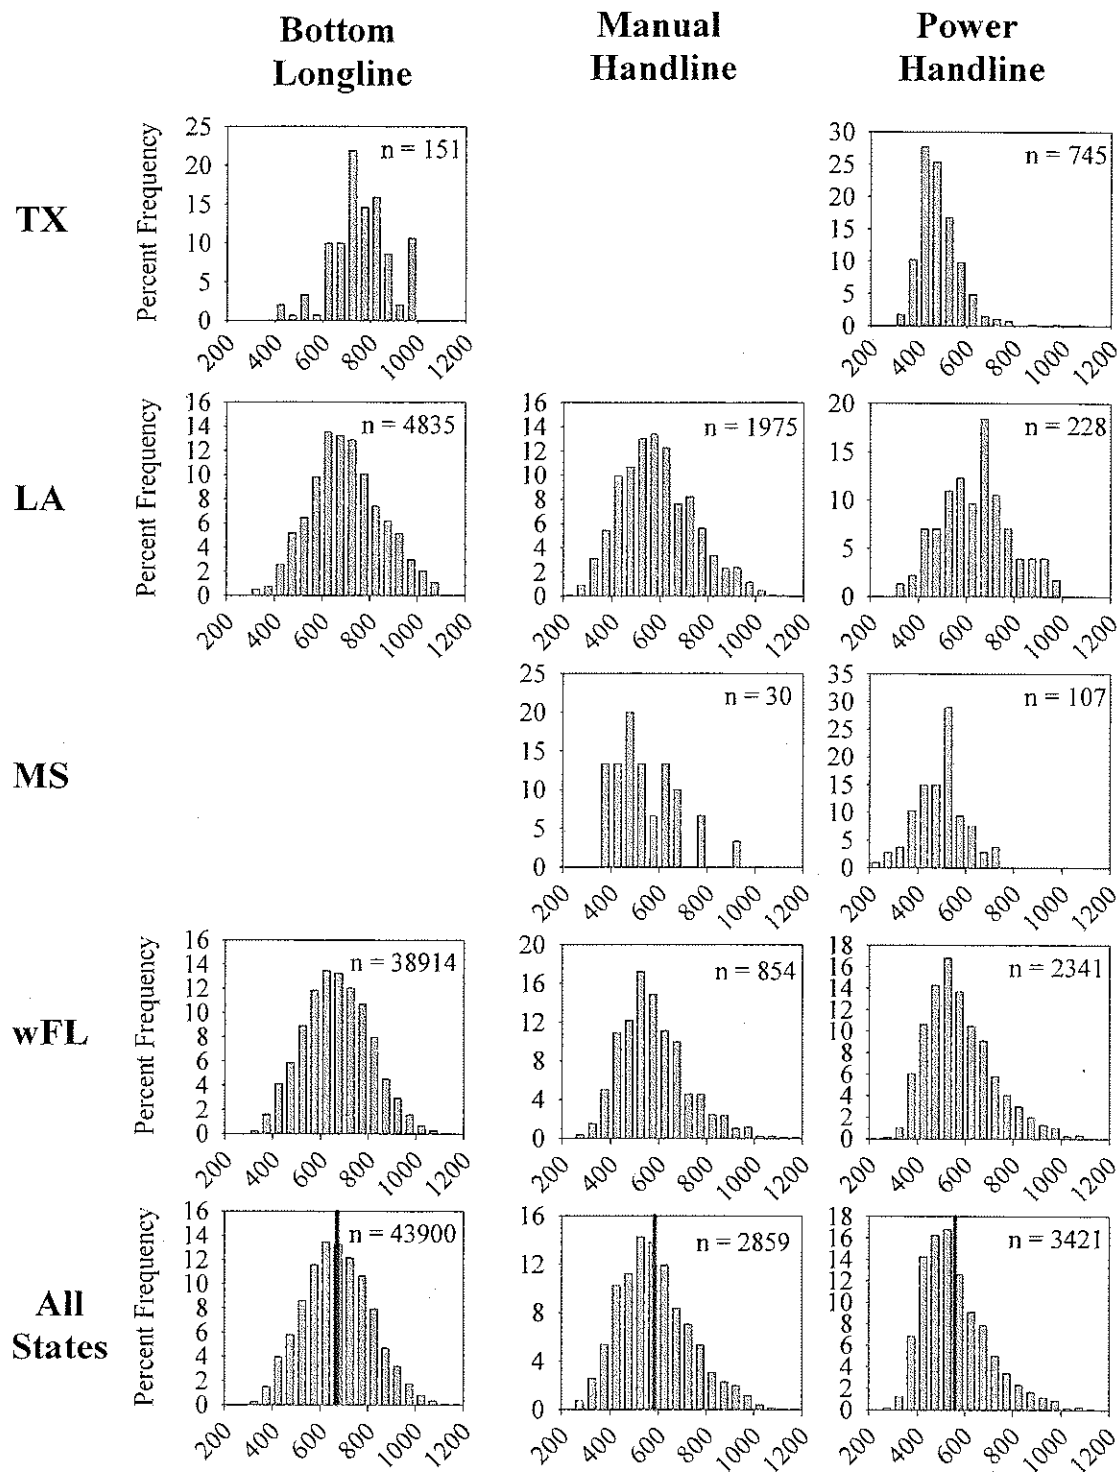 Bottom
Longline
Manual
Handline
Power
Handline
TX
Percent Frequency
25
20
15
10
5
0
n = 151
200 400 600 800 1000 1200
30
25
20
15
10
5
0
n = 745
200 400 600 800 1000 1200
LA
Percent Frequency
16
14
12
10
8
6
4
2
0
n = 4835
200 400 600 800 1000 1200
16
14
12
10
8
6
4
2
0
n = 1975
200 400 600 800 1000 1200
20
15
10
5
0
n = 228
200 400 600 800 1000 1200
MS
25
20
15
10
5
0
n = 30
200 400 600 800 1000 1200
35
30
25
20
15
10
5
0
n = 107
200 400 600 800 1000 1200
wFL
Percent Frequency
16
14
12
10
8
6
4
2
0
n = 38914
200 400 600 800 1000 1200
20
16
12
8
4
0
n = 854
200 400 600 800 1000 1200
18
16
14
12
10
8
6
4
2
0
n = 2341
200 400 600 800 1000 1200
All
States
Percent Frequency
16
14
12
10
8
6
4
2
0
n = 43900
200 400 600 800 1000 1200
16
12
8
4
0
n = 2859
200 400 600 800 1000 1200
18
16
14
12
10
8
6
4
2
0
n = 3421
200 400 600 800 1000 1200